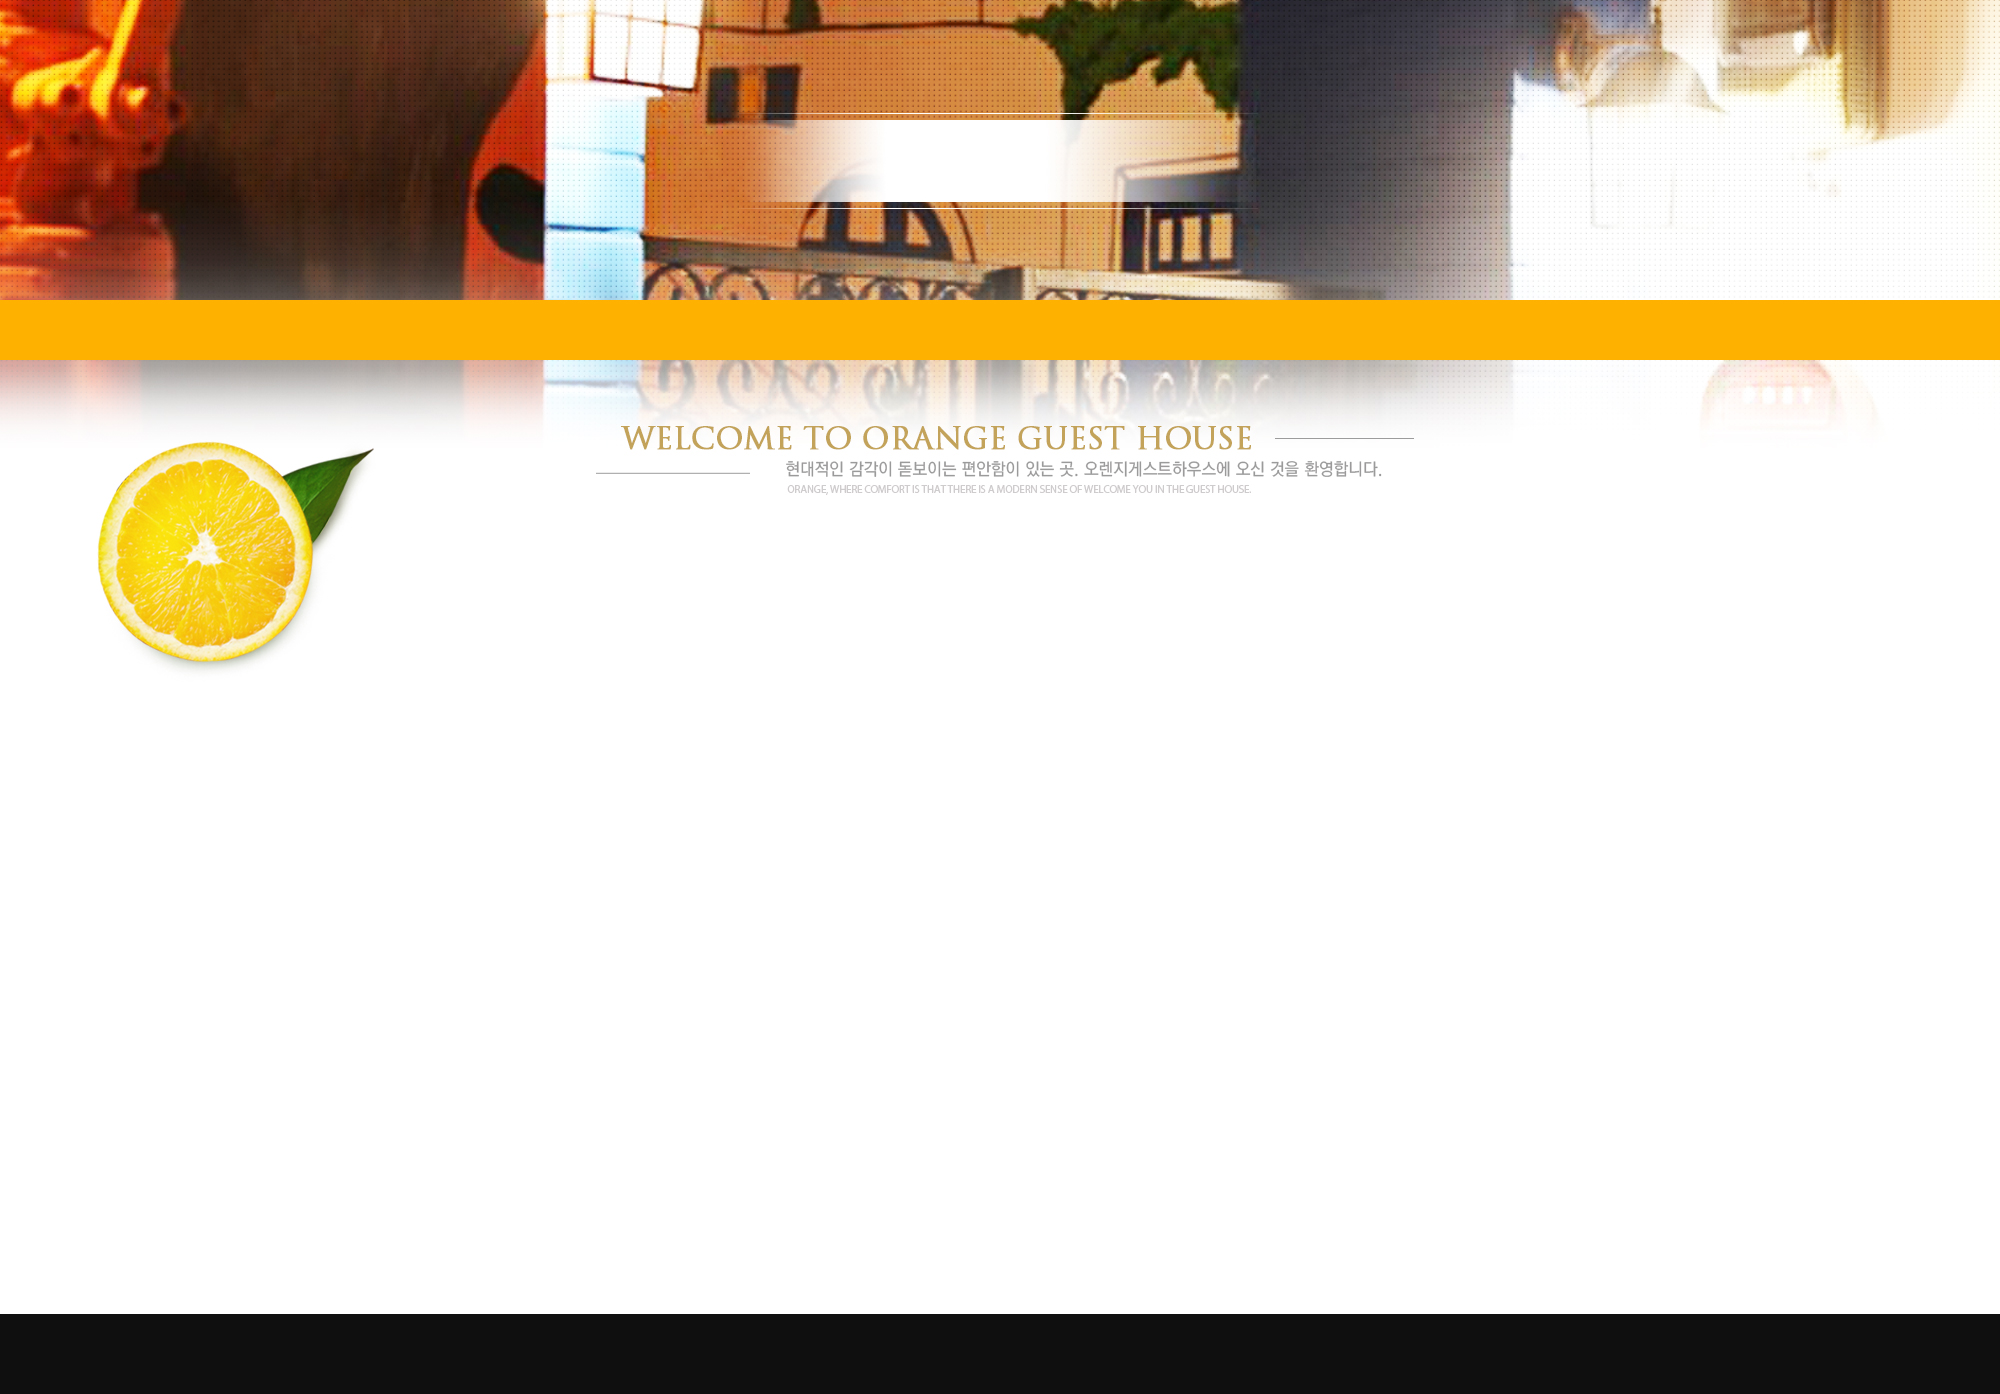 WELCOME TO ORANGE GUEST HOUSE
현대적인 감각이 돋보이는 편안함이 있는 곳. 오렌지게스트하우스에 오신 것을 환영합니다.
ORANGE, WHERE COMFORT IS THAT THERE IS A MODERN SENSE OF WELCOME YOU IN THE GUEST HOUSE.